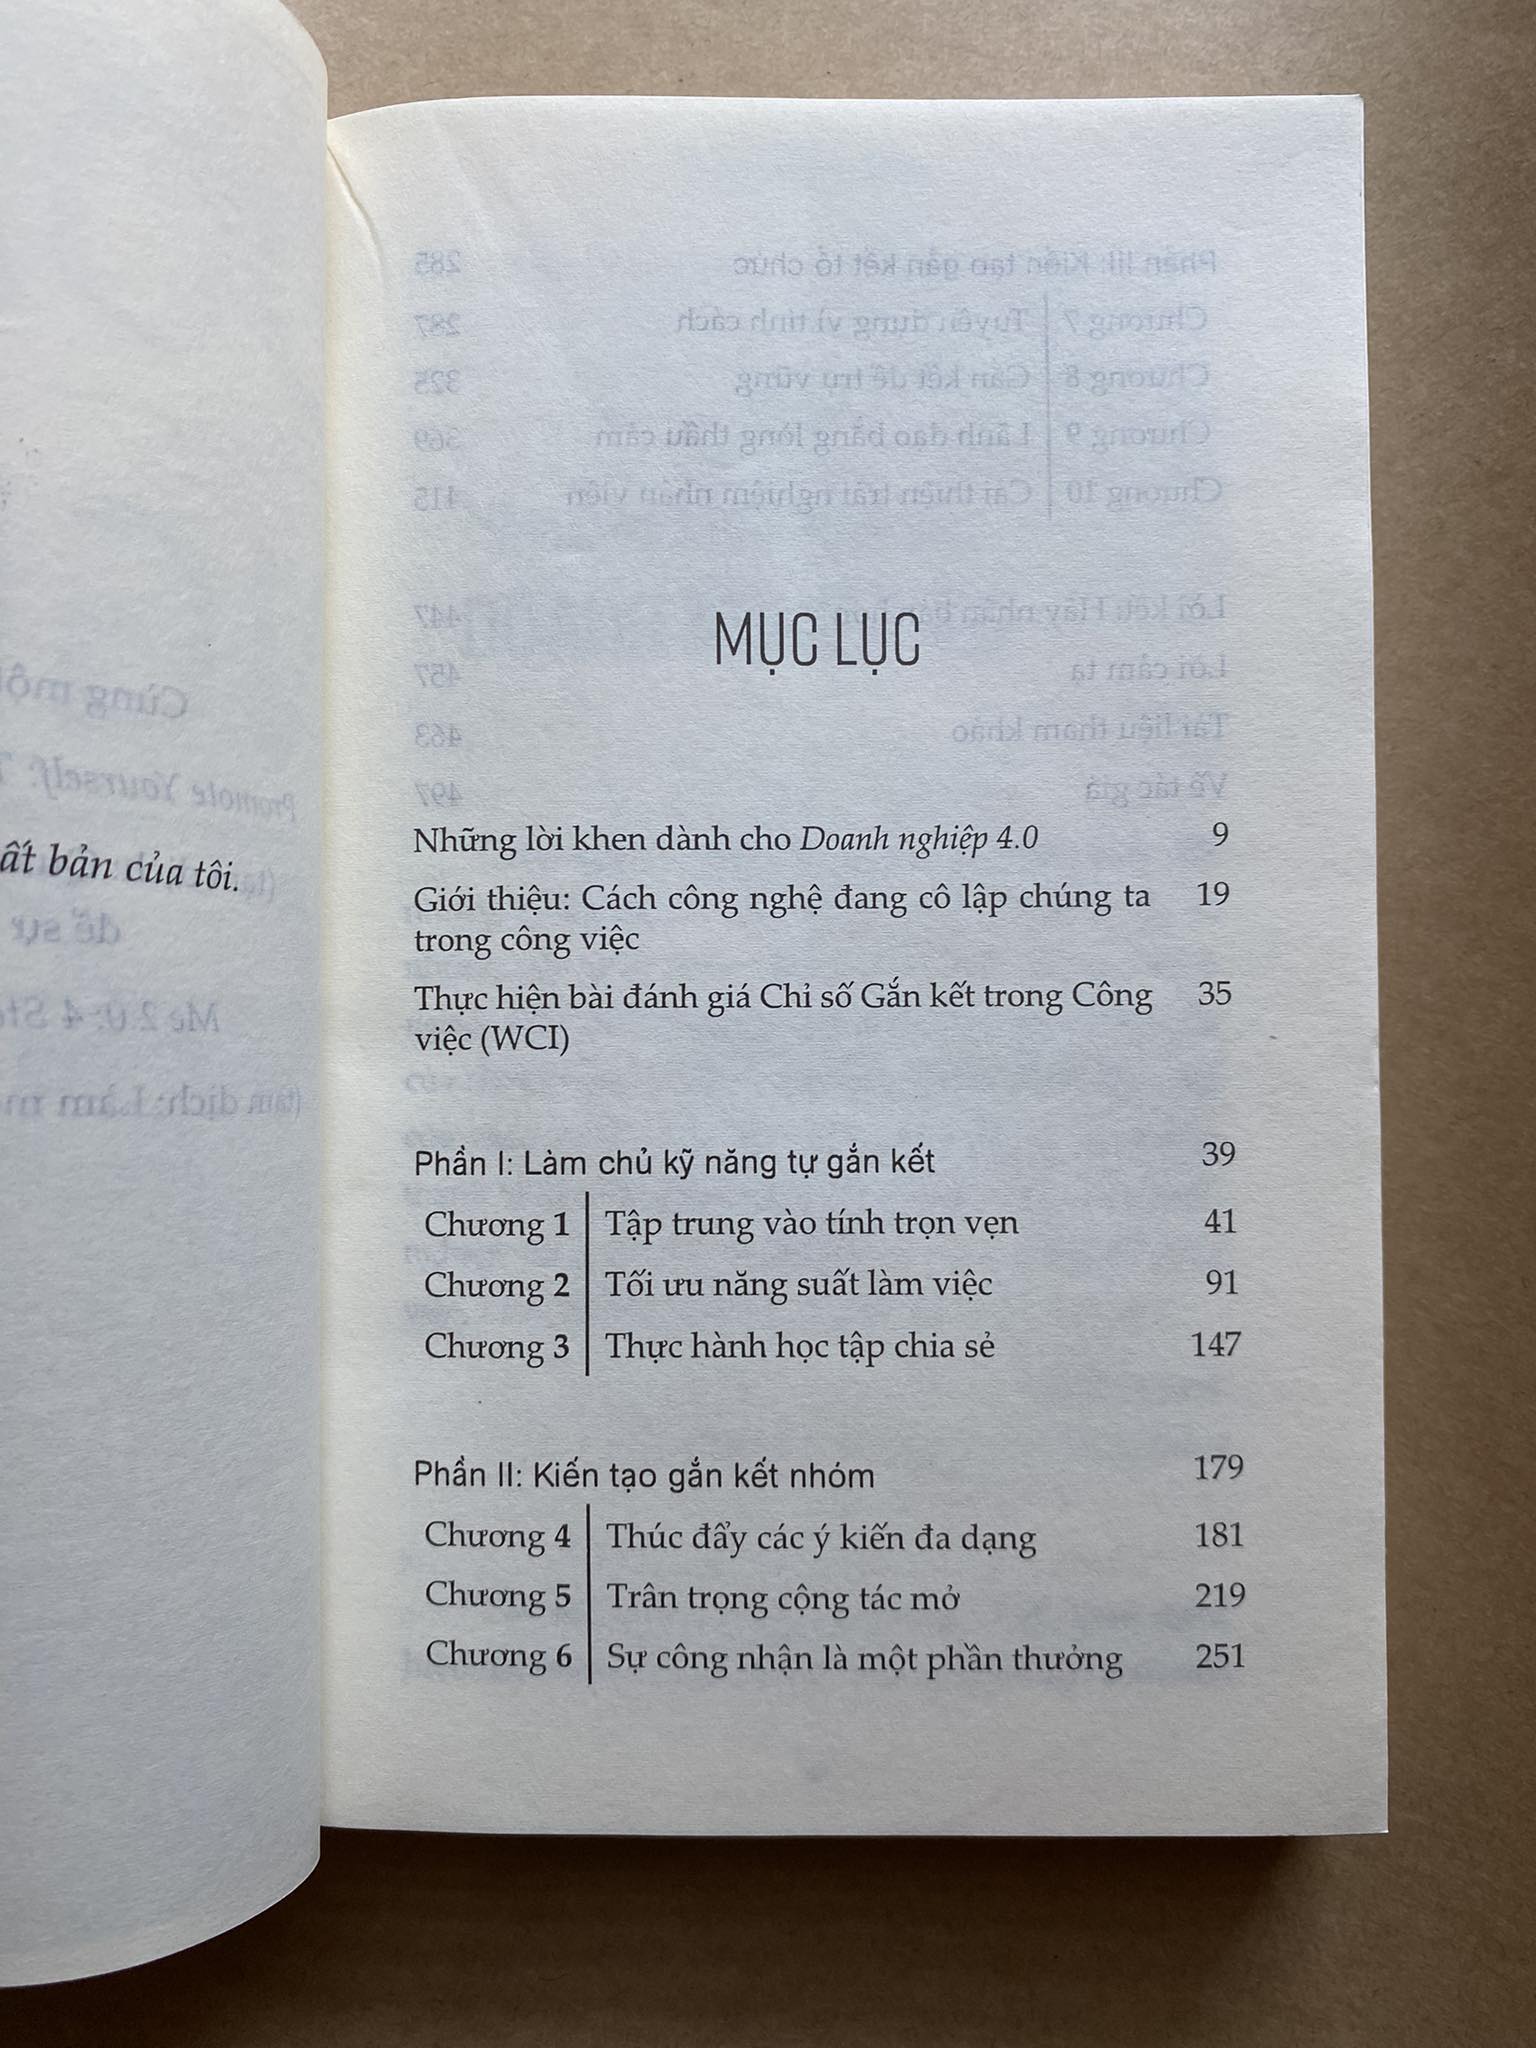 ất bản của tôi.
MỤC LỤC
Những lời khen dành cho Doanh nghiệp 4.0 9
Giới thiệu: Cách công nghệ đang cô lập chúng ta 19
trong công việc
Thực hiện bài đánh giá Chỉ số Gắn kết trong Công 35
việc (WCI)
Phần I: Làm chủ kỹ năng tự gắn kết 39
Chương 1 Tập trung vào tính trọn vẹn 41
Chương 2 Tối ưu năng suất làm việc 91
Chương 3 Thực hành học tập chia sẻ 147
Phần II: Kiến tạo gắn kết nhóm 179
Chương 4 Thúc đẩy các ý kiến đa dạng 181
Chương 5 Trân trọng cộng tác mở 219
Chương 6 Sự công nhận là một phần thưởng 251